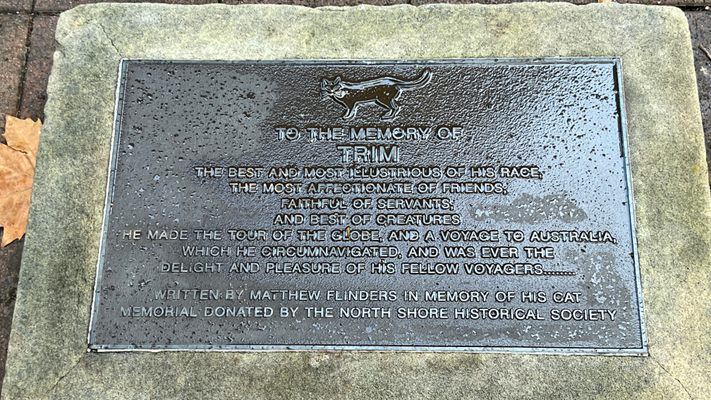 TO THE MEMORY OF
TRIM
THE BEST AND MOST ILLUSTRIOUS OF HIS RACE,
THE MOST AFFECTIONATE OF FRIENDS;
FAITHFUL OF SERVANTS;
AND BEST OF CREATURES
HE MADE THE TOUR OF THE GLOBE, AND A VOYAGE TO AUSTRALIA,
WHICH HE CIRCUMNAVIGATED, AND WAS EVER THE
DELIGHT AND PLEASURE OF HIS FELLOW VOYAGERS........
WRITTEN BY MATTHEW FLINDERS IN MEMORY OF HIS CAT
MEMORIAL DONATED BY THE NORTH SHORE HISTORICAL SOCIETY